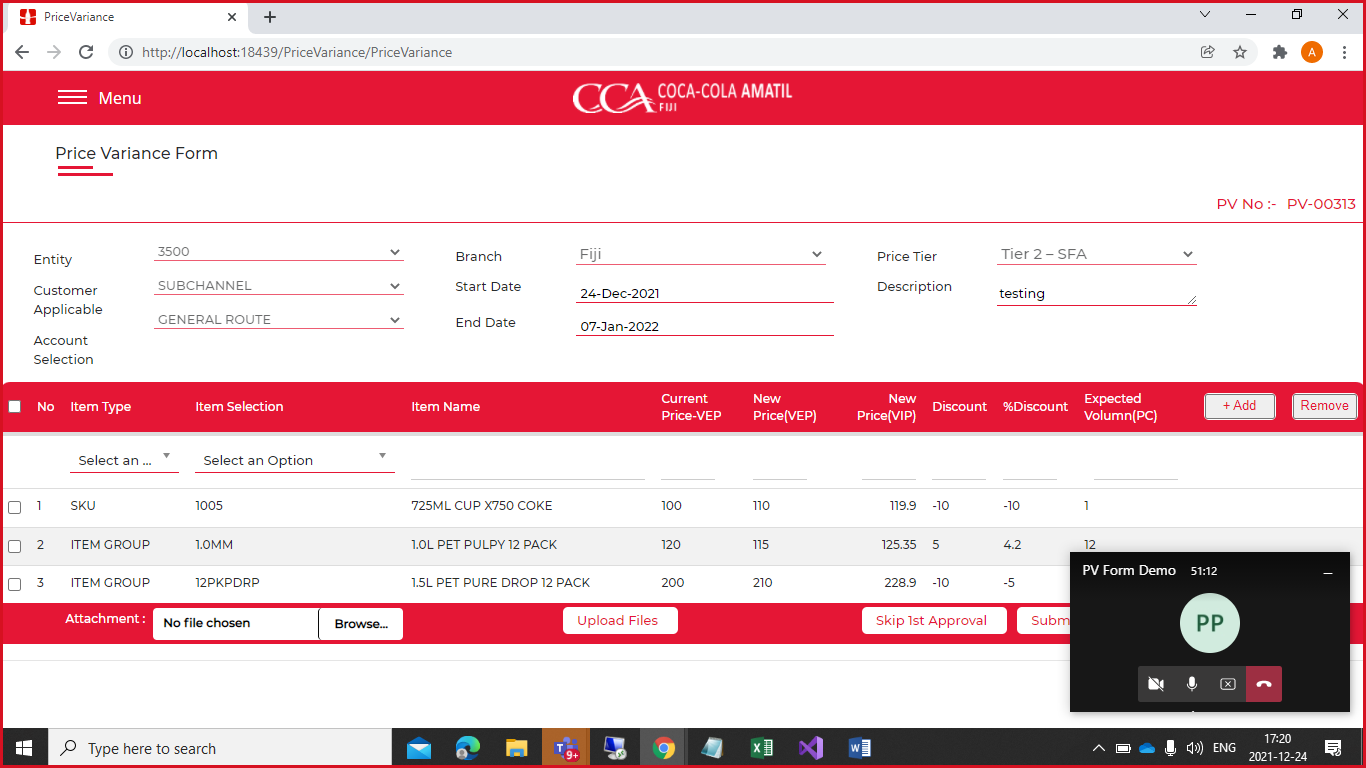 PriceVariance
http://localhost:18439/PriceVariance/PriceVariance
A
Menu
CCA COCA-COLA AMATIL
FIJI
Price Variance Form
PV No :- PV-00313
Entity 3500 Branch Fiji Price Tier Tier 2 – SFA
Customer Applicable SUBCHANNEL Start Date 24-Dec-2021 Description testing
Account Selection GENERAL ROUTE End Date 07-Jan-2022
No Item Type Item Selection Item Name Current Price-VEP New Price(VEP) New Price(VIP) Discount %Discount Expected Volumn(PC) + Add Remove
Select an ... Select an Option
1 SKU 1005 725ML CUP X750 COKE 100 110 119.9 -10 -10 1
2 ITEM GROUP 1.0MM 1.0L PET PULPY 12 PACK 120 115 125.35 5 4.2 12
3 ITEM GROUP 12PKPDRP 1.5L PET PURE DROP 12 PACK 200 210 228.9 -10 -5
Attachment : No file chosen Browse... Upload Files Skip 1st Approval Subm
PV Form Demo 51:12
PP
Type here to search
9+
ENG
17:20
2021-12-24